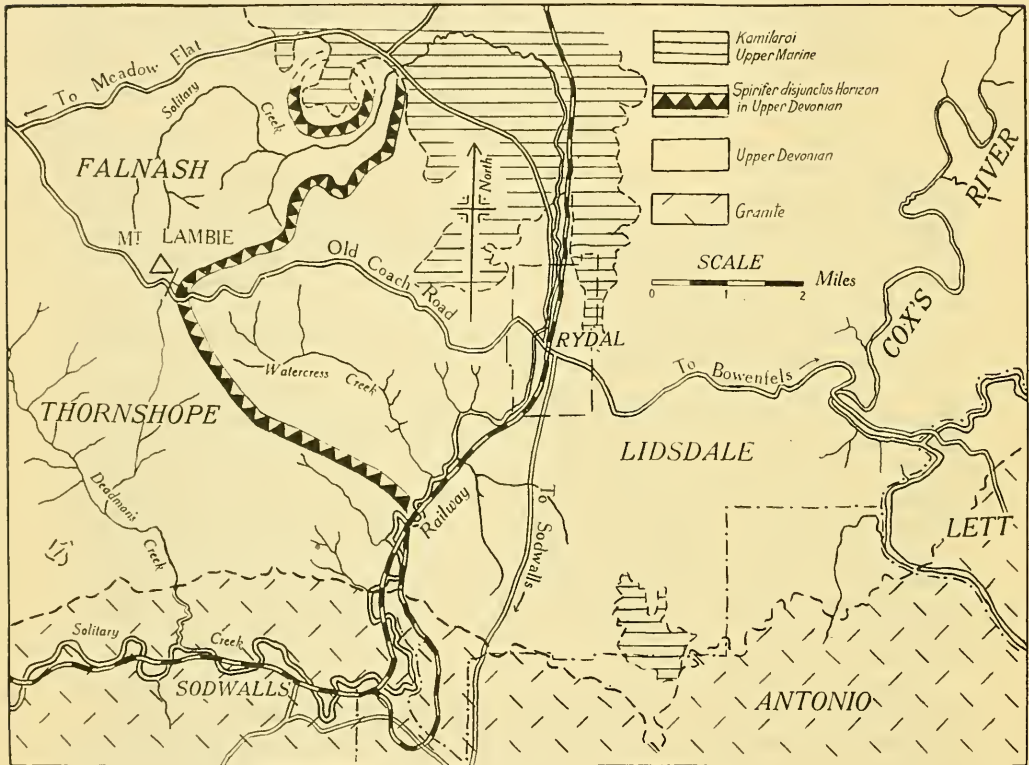 Kamilaroi
Upper Marine
Spirifer disjunctus Horizon
in Upper Devonian
Upper Devonian
Granite
SCALE
0 1 2 Miles
To Meadow Flat
Solitary
Creek
FALNASH
MT LAMBIE
North
Old Coach Road
RIVER
COX'S
RYDAL
To Bowenfels
Watercress Creek
THORNSHOPE
LIDSDALE
Deadmans
Creek
Railway
To Sodwalls
LETT
Solitary Creek
SODWALLS
ANTONIO